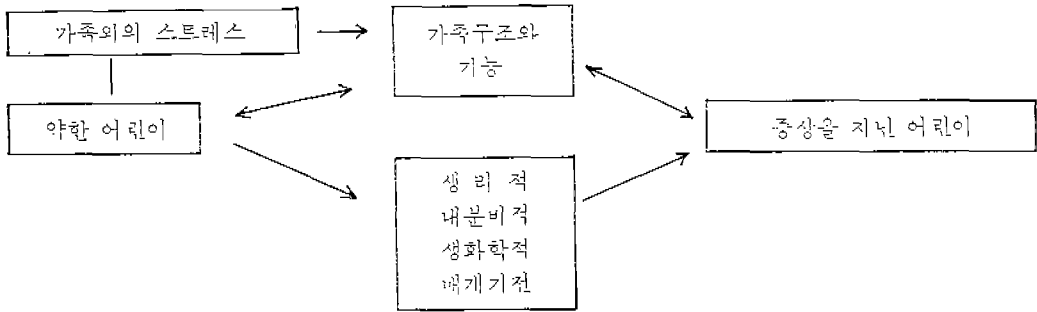 가족외의 스트레스
가족구조와
기능
약한 어린이
증상을 지닌 어린이
생리적
내분비적
생화학적
매개기전